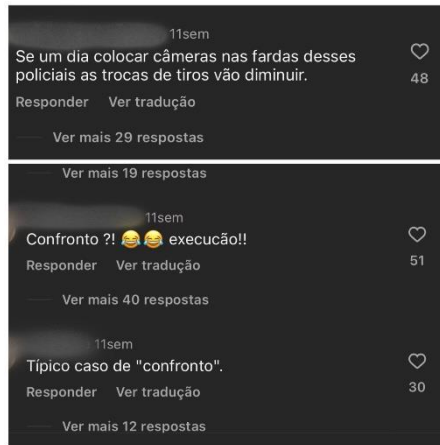 11sem
Se um dia colocar câmeras nas fardas desses
policiais as trocas de tiros vão diminuir.
48
Responder Ver tradução
Ver mais 29 respostas
Ver mais 19 respostas
11sem
Confronto ?! 😂😂 execucão!!
51
Responder Ver tradução
Ver mais 40 respostas
11sem
Típico caso de "confronto".
30
Responder Ver tradução
Ver mais 12 respostas